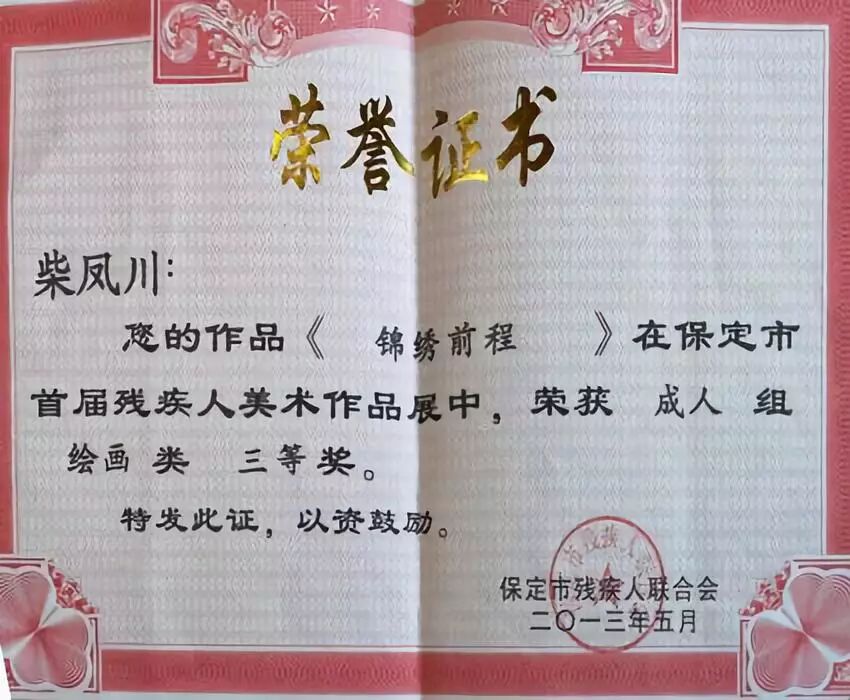 荣誉证书
柴凤川：
您的作品《 锦绣前程 》在保定市
首届残疾人美术作品展中，荣获 成人 组
绘画 类 三等奖。
特发此证，以资鼓励。
保定市残疾人联合会
二〇一三年五月